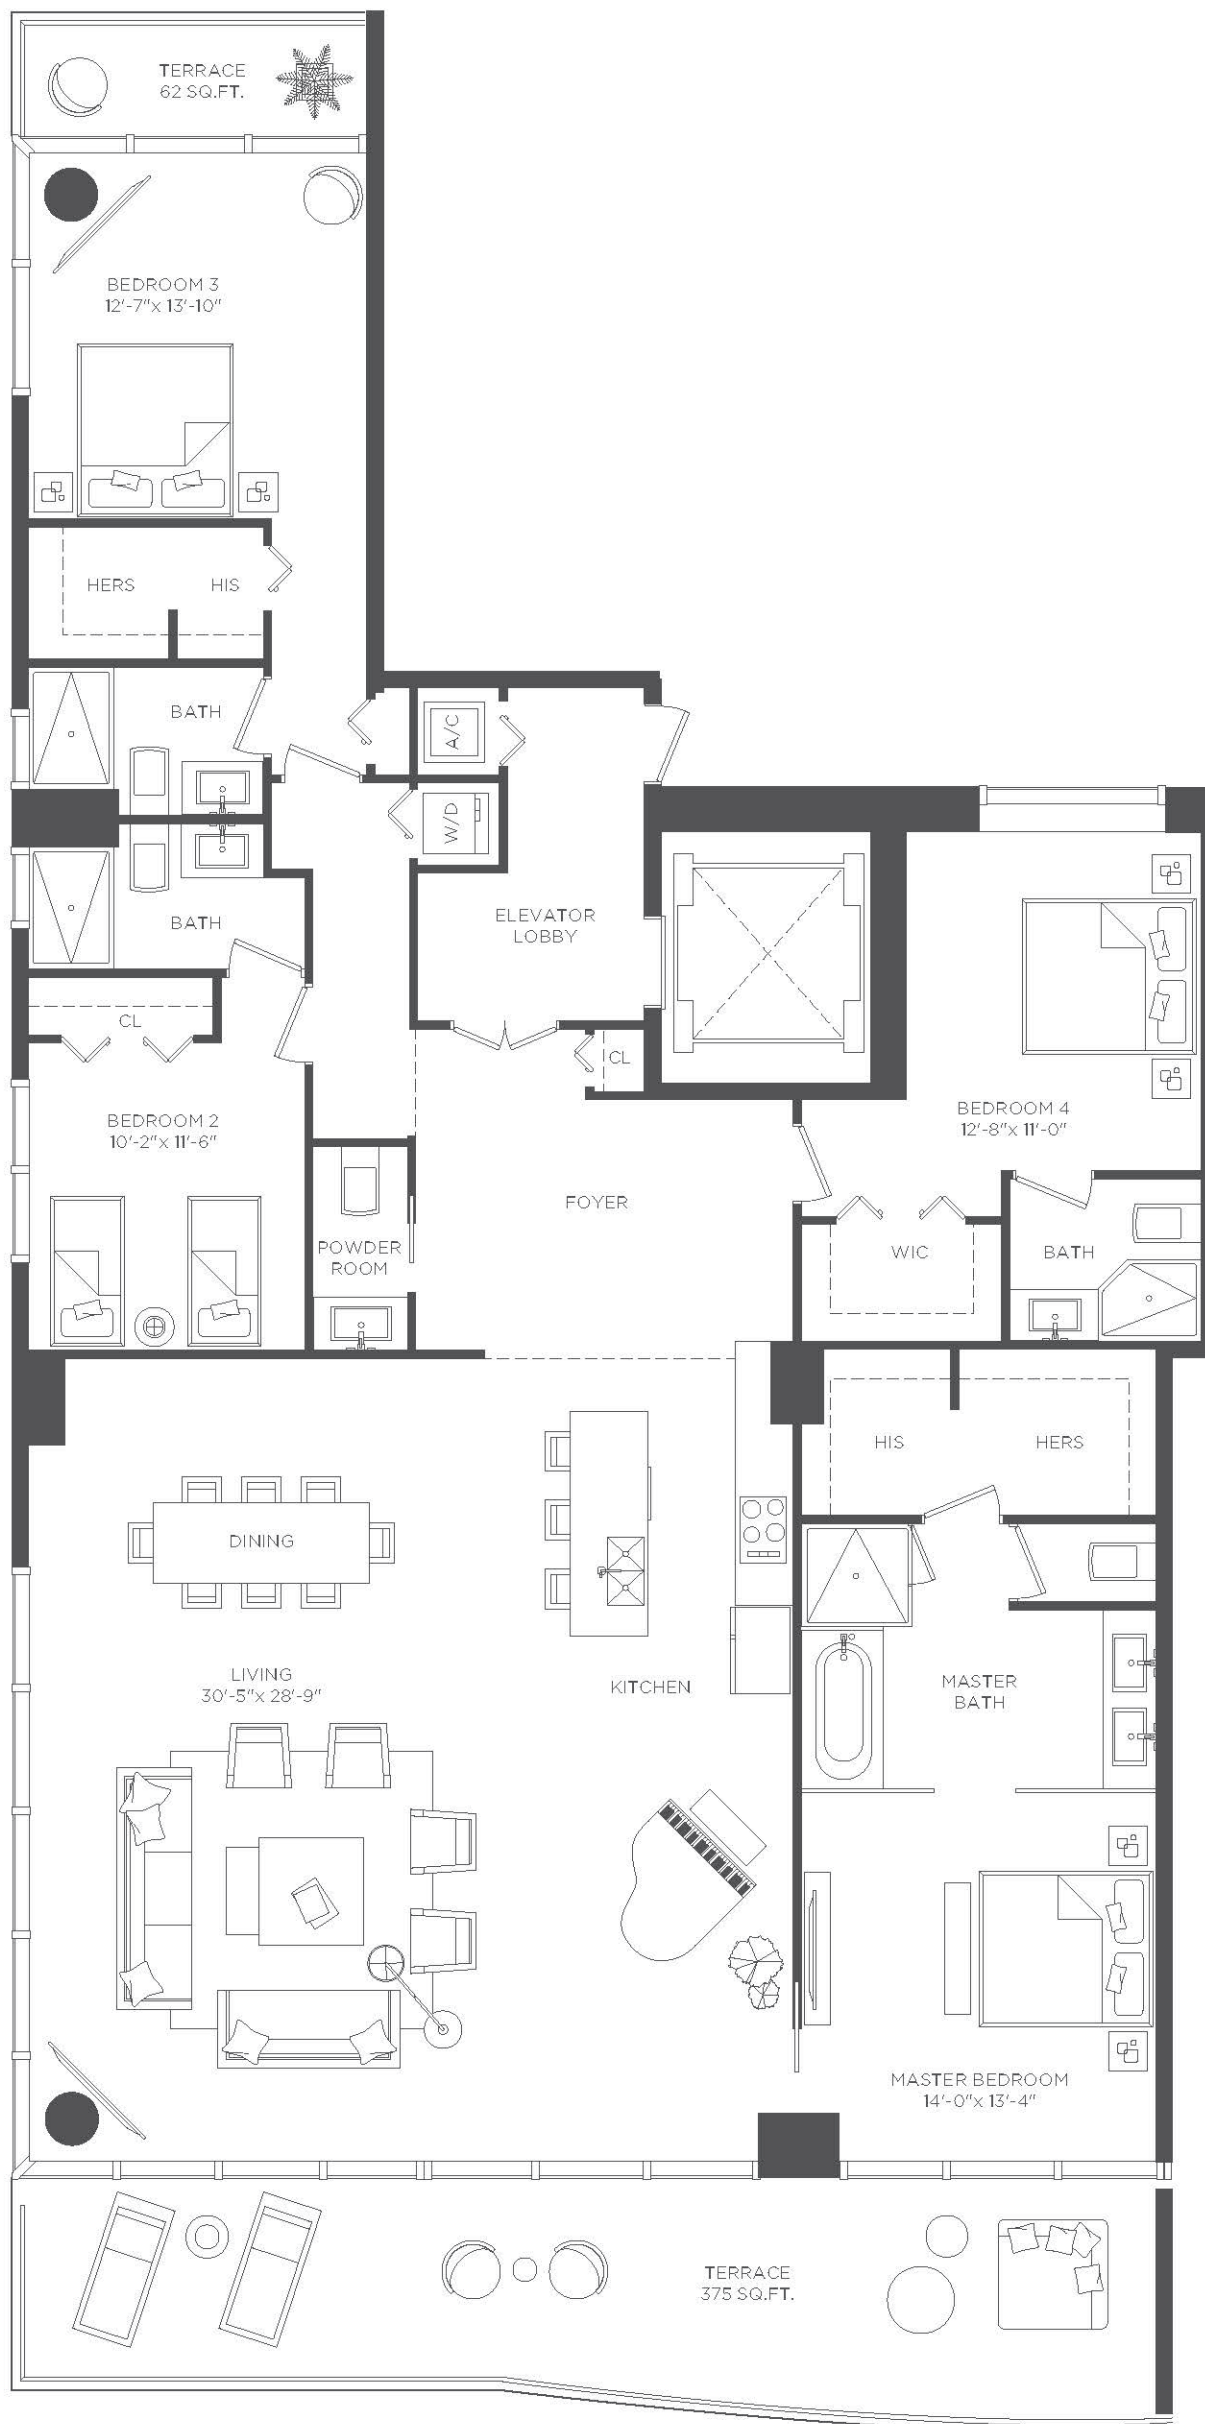 TERRACE
62 SQ.FT.
BEDROOM 3
12'-7"x 13'-10"
HERS
HIS
BATH
A/C
W/D
ELEVATOR
LOBBY
BATH
CL
CL
BEDROOM 2
10'-2"x 11'-6"
BEDROOM 4
12'-8"x 11'-0"
FOYER
POWDER
ROOM
WIC
BATH
HIS
HERS
DINING
LIVING
30'-5"x 28'-9"
KITCHEN
MASTER
BATH
MASTER BEDROOM
14'-0"x 13'-4"
TERRACE
375 SQ.FT.